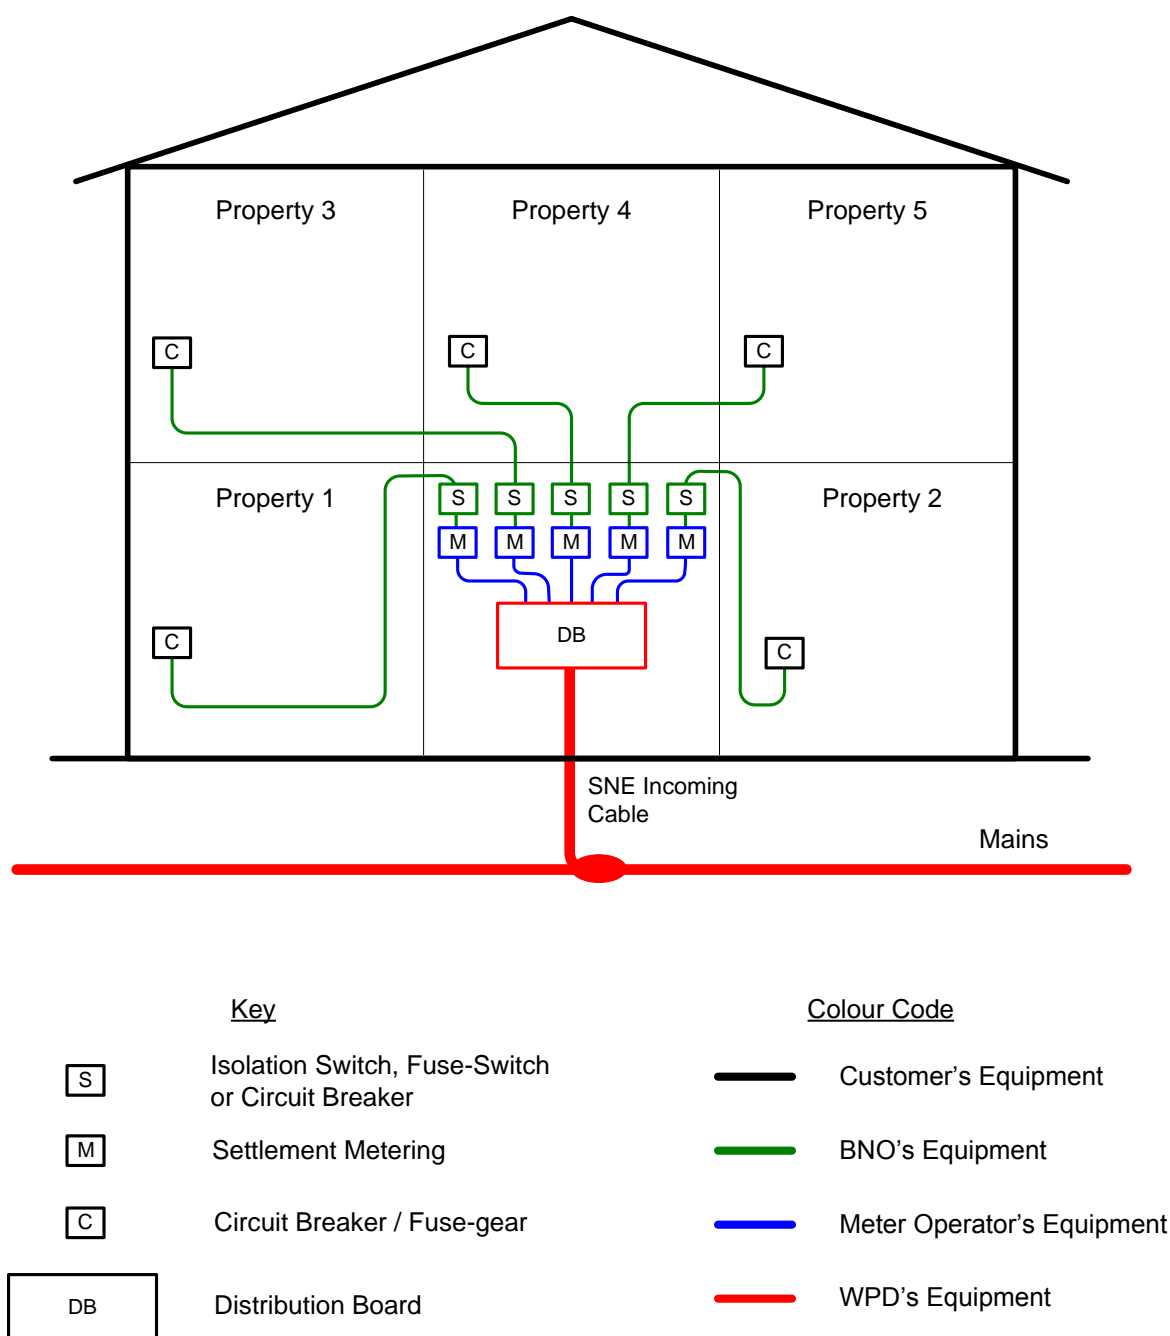 Property 3
Property 4
Property 5
C
C
C
Property 1
Property 2
S
S
S
S
S
M
M
M
M
M
DB
C
C
SNE Incoming
Cable
Mains
Key
Colour Code
S
Isolation Switch, Fuse-Switch
or Circuit Breaker
Customer's Equipment
M
Settlement Metering
BNO's Equipment
C
Circuit Breaker / Fuse-gear
Meter Operator's Equipment
DB
Distribution Board
WPD's Equipment